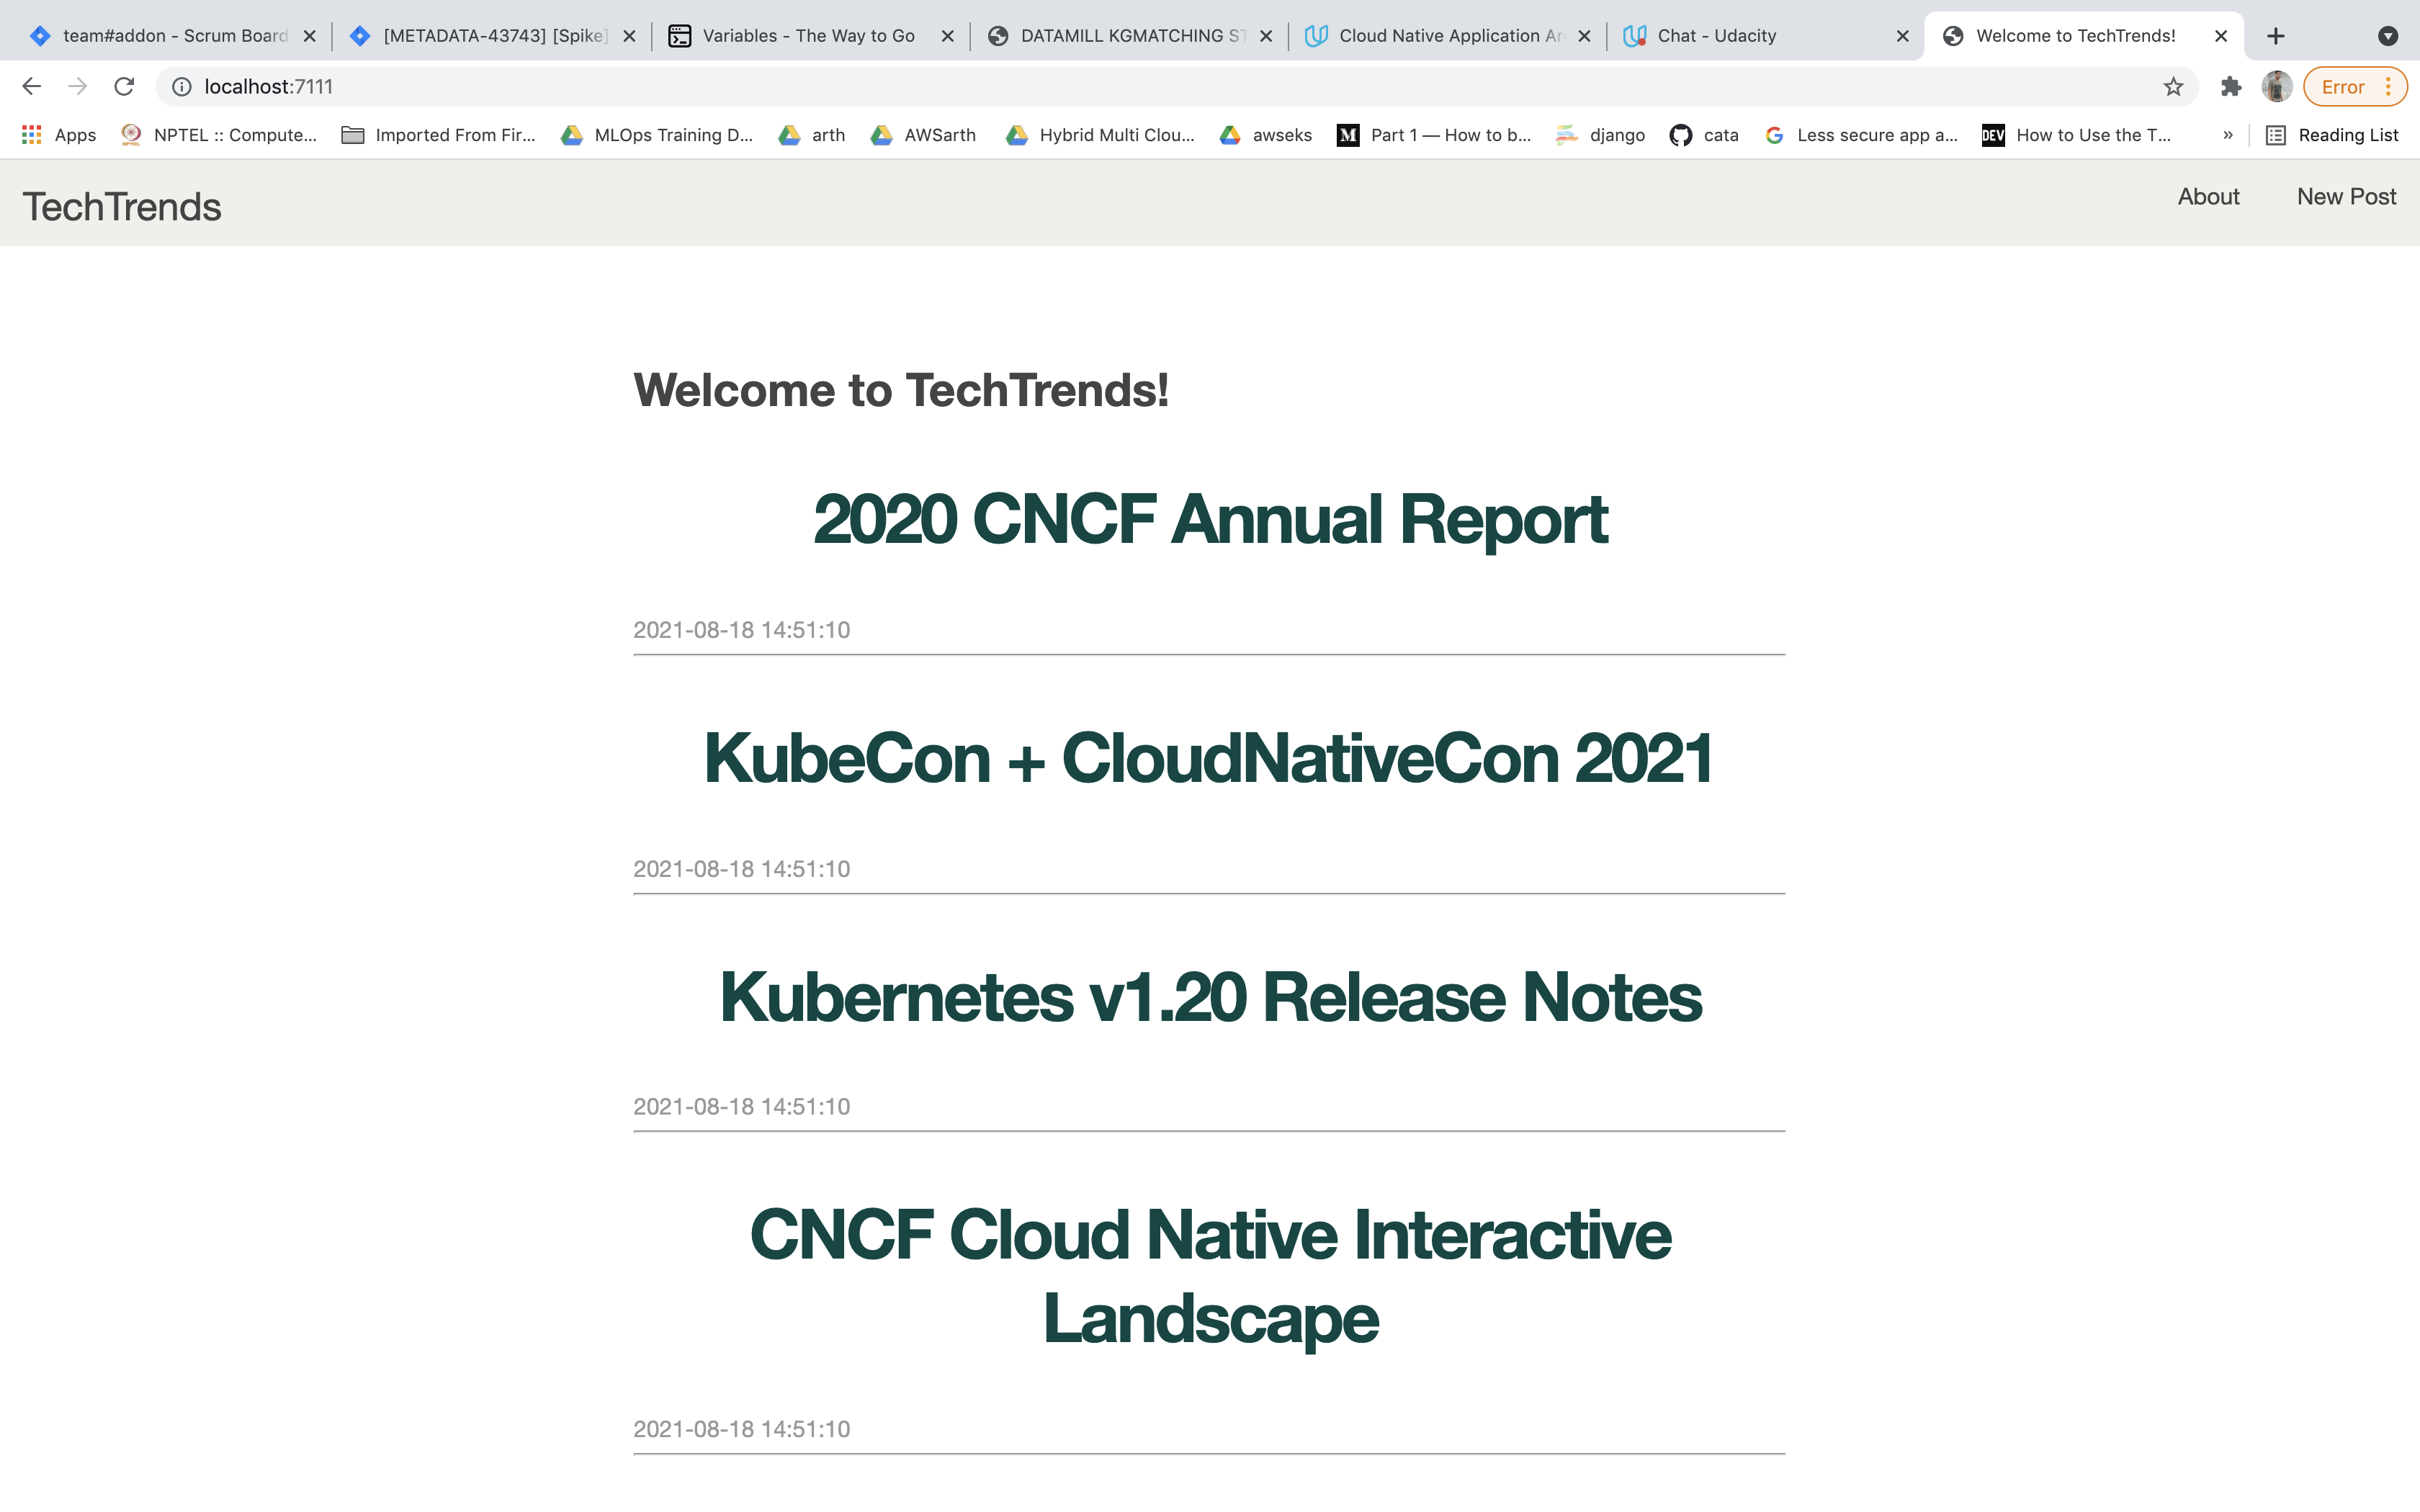 team#addon - Scrum Board
[METADATA-43743] [Spike]
Variables - The Way to Go
DATAMILL KGMATCHING ST
Cloud Native Application Arc
Chat - Udacity
Welcome to TechTrends!
localhost:7111
Error
Apps
NPTEL :: Compute...
Imported From Fir...
MLOps Training D...
arth
AWSarth
Hybrid Multi Clou...
awseks
M
Part 1 — How to b...
django
cata
Less secure app a...
DEV
How to Use the T...
»
Reading List
TechTrends
About
New Post
Welcome to TechTrends!
2020 CNCF Annual Report
2021-08-18 14:51:10
KubeCon + CloudNativeCon 2021
2021-08-18 14:51:10
Kubernetes v1.20 Release Notes
2021-08-18 14:51:10
CNCF Cloud Native Interactive
Landscape
2021-08-18 14:51:10